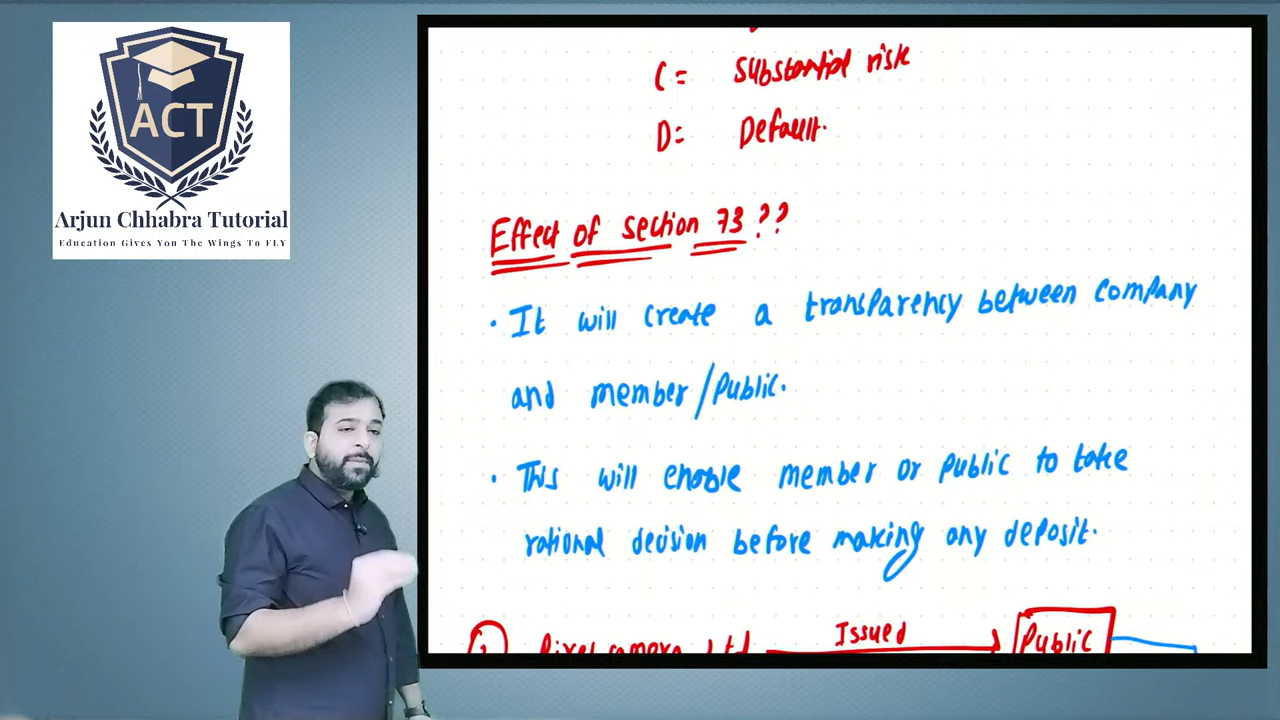 ACT
Arjun Chhabra Tutorial
Education Gives You The Wings To FLY
C = Substantial risk
D = Default.
Effect of Section 73 ??
• It will create a transparency between company
and member/Public.
• This will enable member or public to take
rational decision before making any deposit.
Issued
Public